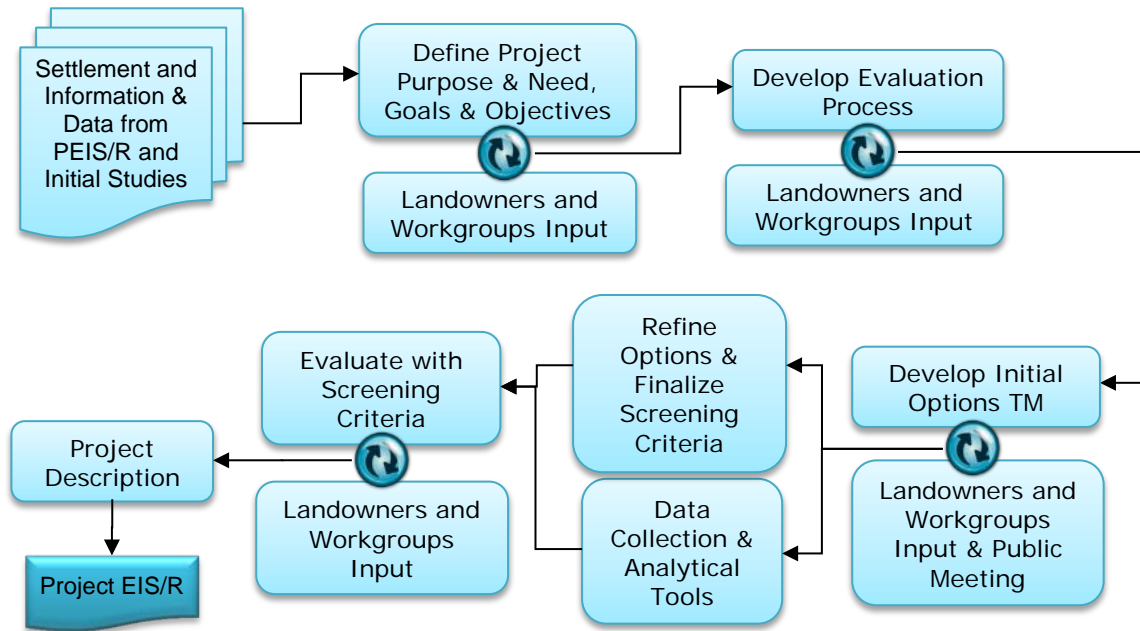 Settlement and
Information &
Data from
PEIS/R and
Initial Studies
Define Project
Purpose & Need,
Goals & Objectives
Landowners and
Workgroups Input
Develop Evaluation
Process
Landowners and
Workgroups Input
Develop Initial
Options TM
Landowners and
Workgroups
Input & Public
Meeting
Refine
Options &
Finalize
Screening
Criteria
Data
Collection &
Analytical
Tools
Evaluate with
Screening
Criteria
Landowners and
Workgroups
Input
Project
Description
Project EIS/R